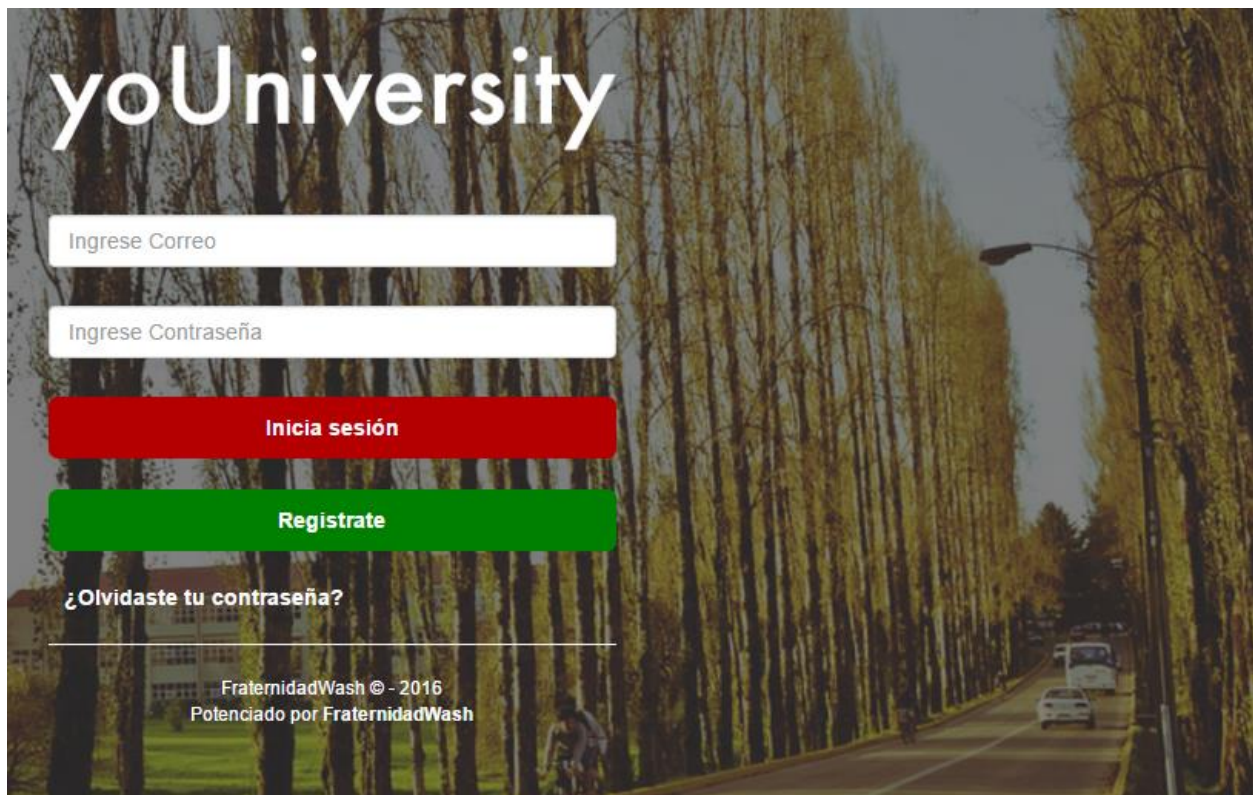 yoUniversity
Ingrese Correo
Ingrese Contraseña
Inicia sesión
Registrate
¿Olvidaste tu contraseña?
FraternidadWash © - 2016
Potenciado por FraternidadWash